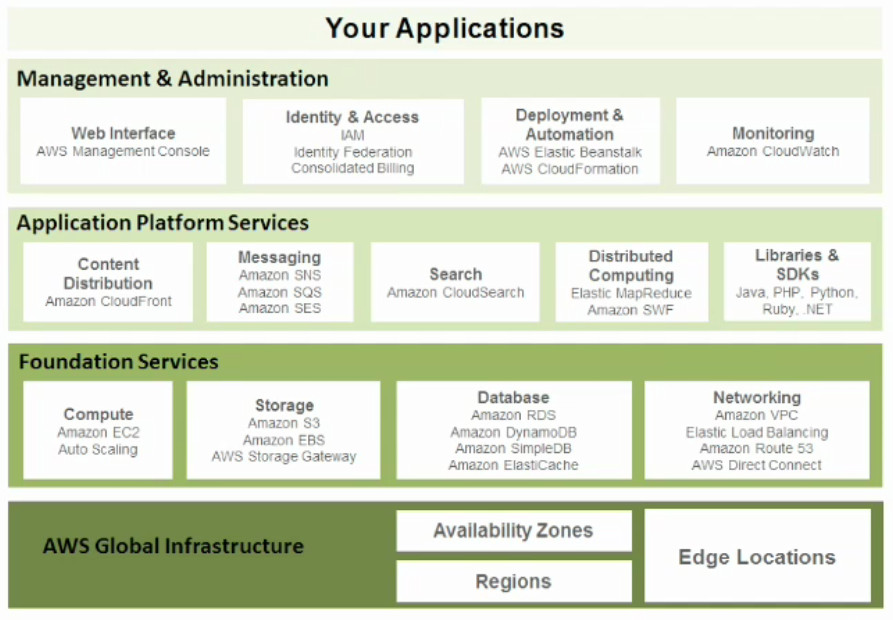 Your Applications
Management & Administration
Web Interface
AWS Management Console
Identity & Access
IAM
Identity Federation
Consolidated Billing
Deployment &
Automation
AWS Elastic Beanstalk
AWS CloudFormation
Monitoring
Amazon CloudWatch
Application Platform Services
Content
Distribution
Amazon CloudFront
Messaging
Amazon SNS
Amazon SQS
Amazon SES
Search
Amazon CloudSearch
Distributed
Computing
Elastic MapReduce
Amazon SWF
Libraries &
SDKs
Java, PHP, Python,
Ruby, .NET
Foundation Services
Compute
Amazon EC2
Auto Scaling
Storage
Amazon S3
Amazon EBS
AWS Storage Gateway
Database
Amazon RDS
Amazon DynamoDB
Amazon SimpleDB
Amazon ElastiCache
Networking
Amazon VPC
Elastic Load Balancing
Amazon Route 53
AWS Direct Connect
AWS Global Infrastructure
Availability Zones
Regions
Edge Locations